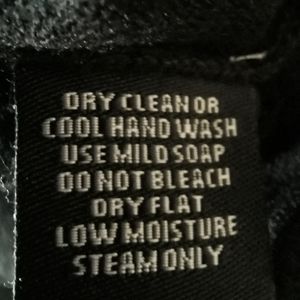 DRY CLEAN OR
COOL HAND WASH
USE MILD SOAP
DO NOT BLEACH
DRY FLAT
LOW MOISTURE
STEAM ONLY